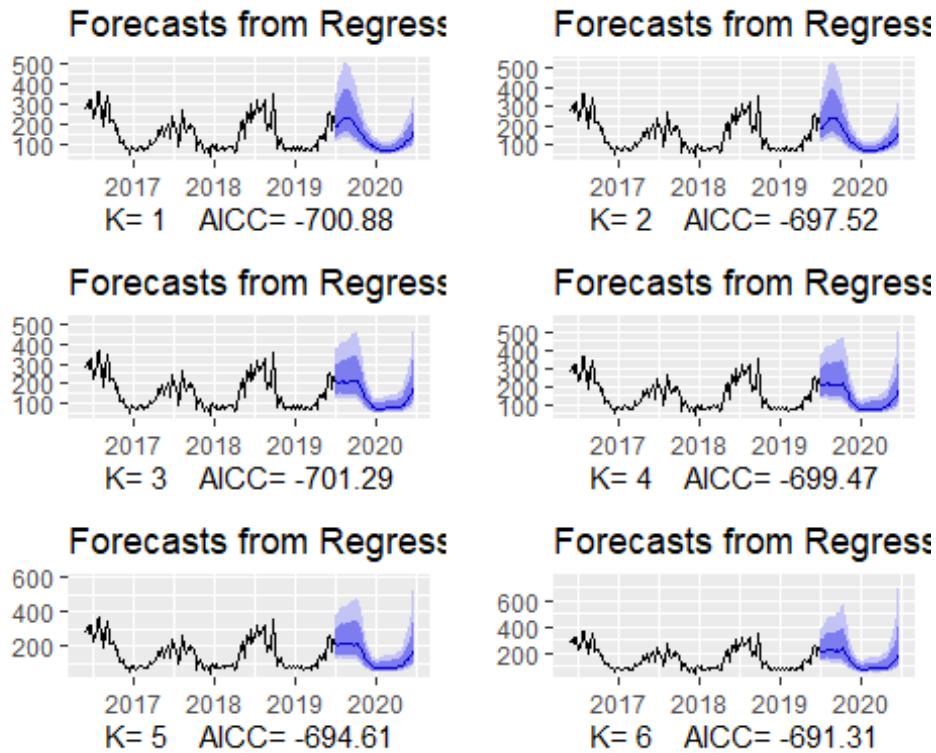 Forecasts from Regress
500
400
300
200
100
2017 2018 2019 2020
K= 1 AICC= -700.88
Forecasts from Regress
500
400
300
200
100
2017 2018 2019 2020
K= 2 AICC= -697.52
Forecasts from Regress
500
400
300
200
100
2017 2018 2019 2020
K= 3 AICC= -701.29
Forecasts from Regress
500
400
300
200
100
2017 2018 2019 2020
K= 4 AICC= -699.47
Forecasts from Regress
600
400
200
2017 2018 2019 2020
K= 5 AICC= -694.61
Forecasts from Regress
600
400
200
2017 2018 2019 2020
K= 6 AICC= -691.31